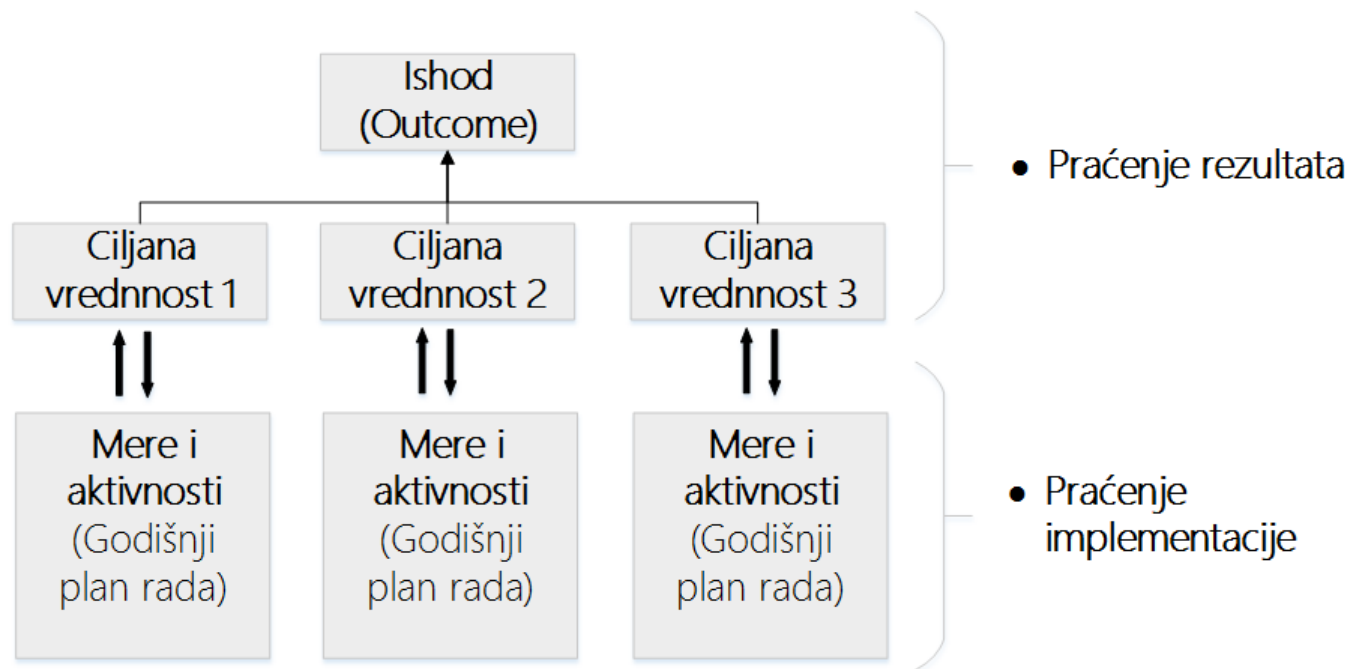 Ishod
(Outcome)
• Praćenje rezultata
Ciljana
vrednnost 1
Ciljana
vrednnost 2
Ciljana
vrednnost 3
Mere i
aktivnosti
(Godišnji
plan rada)
Mere i
aktivnosti
(Godišnji
plan rada)
Mere i
aktivnosti
(Godišnji
plan rada)
• Praćenje
implementacije